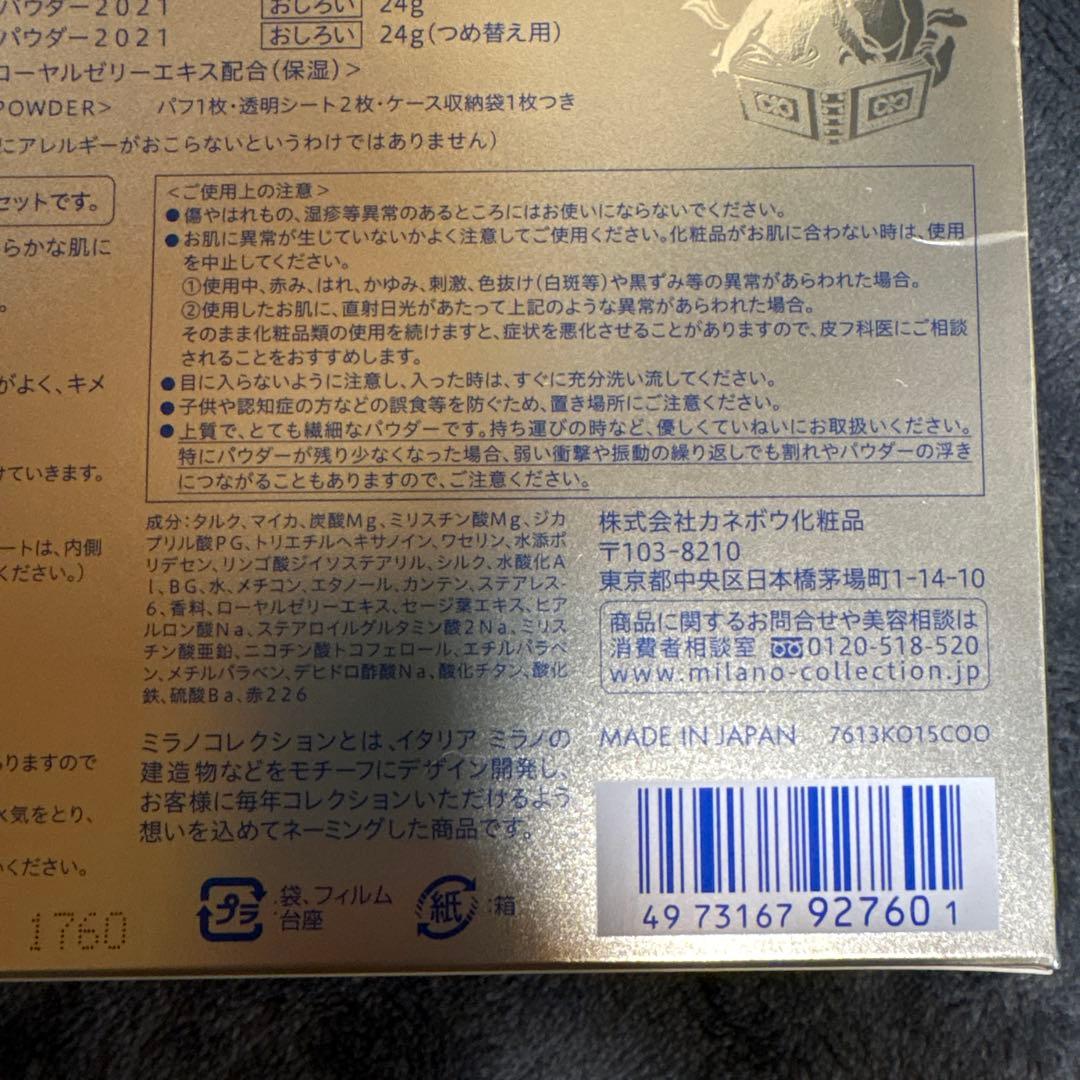 パウダー2021 おしろい 24g
パウダー2021 おしろい 24g(つめ替え用)
ローヤルゼリーエキス配合(保湿)>
POWDER> パフ1枚・透明シート2枚・ケース収納袋1枚つき
にアレルギーがおこらないというわけではありません)
セットです。
らかな肌に
。
がよく、キメ
けていきます。
ートは、内側
ください。)
りますので
水気をとり、
いください。
<ご使用上の注意>
●傷やはれもの、湿疹等異常のあるところにはお使いにならないでください。
●お肌に異常が生じていないかよく注意してご使用ください。化粧品がお肌に合わない時は、使用
を中止してください。
①使用中、赤み、はれ、かゆみ、刺激、色抜け(白斑等)や黒ずみ等の異常があらわれた場合。
②使用したお肌に、直射日光があたって上記のような異常があらわれた場合。
そのまま化粧品類の使用を続けますと、症状を悪化させることがありますので、皮フ科医にご相談
されることをおすすめします。
●目に入らないように注意し、入った時は、すぐに充分洗い流してください。
●子供や認知症の方などの誤食等を防ぐため、置き場所にご注意ください。
●上質で、とても繊細なパウダーです。持ち運びの時など、優しくていねいにお取扱いください。
特にパウダーが残り少なくなった場合、弱い衝撃や振動の繰り返しでも割れやパウダーの浮き
につながることもありますので、ご注意ください。
成分:タルク、マイカ、炭酸Mg、ミリスチン酸Mg、ジカ
プリル酸PG、トリエチルヘキサノイン、ワセリン、水添ポ
リデセン、リンゴ酸ジイソステアリル、シルク、水酸化A
l、BG、水、メチコン、エタノール、カンテン、ステアレス-
6、香料、ローヤルゼリーエキス、セージ葉エキス、ヒア
ルロン酸Na、ステアロイルグルタミン酸2Na、ミリス
チン酸亜鉛、ニコチン酸トコフェロール、エチルパラベ
ン、メチルパラベン、デヒドロ酢酸Na、酸化チタン、酸化
鉄、硫酸Ba、赤226
ミラノコレクションとは、イタリア ミラノの
建造物などをモチーフにデザイン開発し、
お客様に毎年コレクションいただけるよう
想いを込めてネーミングした商品です。
プラ :袋、フィルム
台座
紙 :箱
1760
株式会社カネボウ化粧品
〒103-8210
東京都中央区日本橋茅場町1-14-10
商品に関するお問合せや美容相談は
消費者相談室 0120-518-520
www.milano-collection.jp
MADE IN JAPAN 7613KO15COO
4973167927601